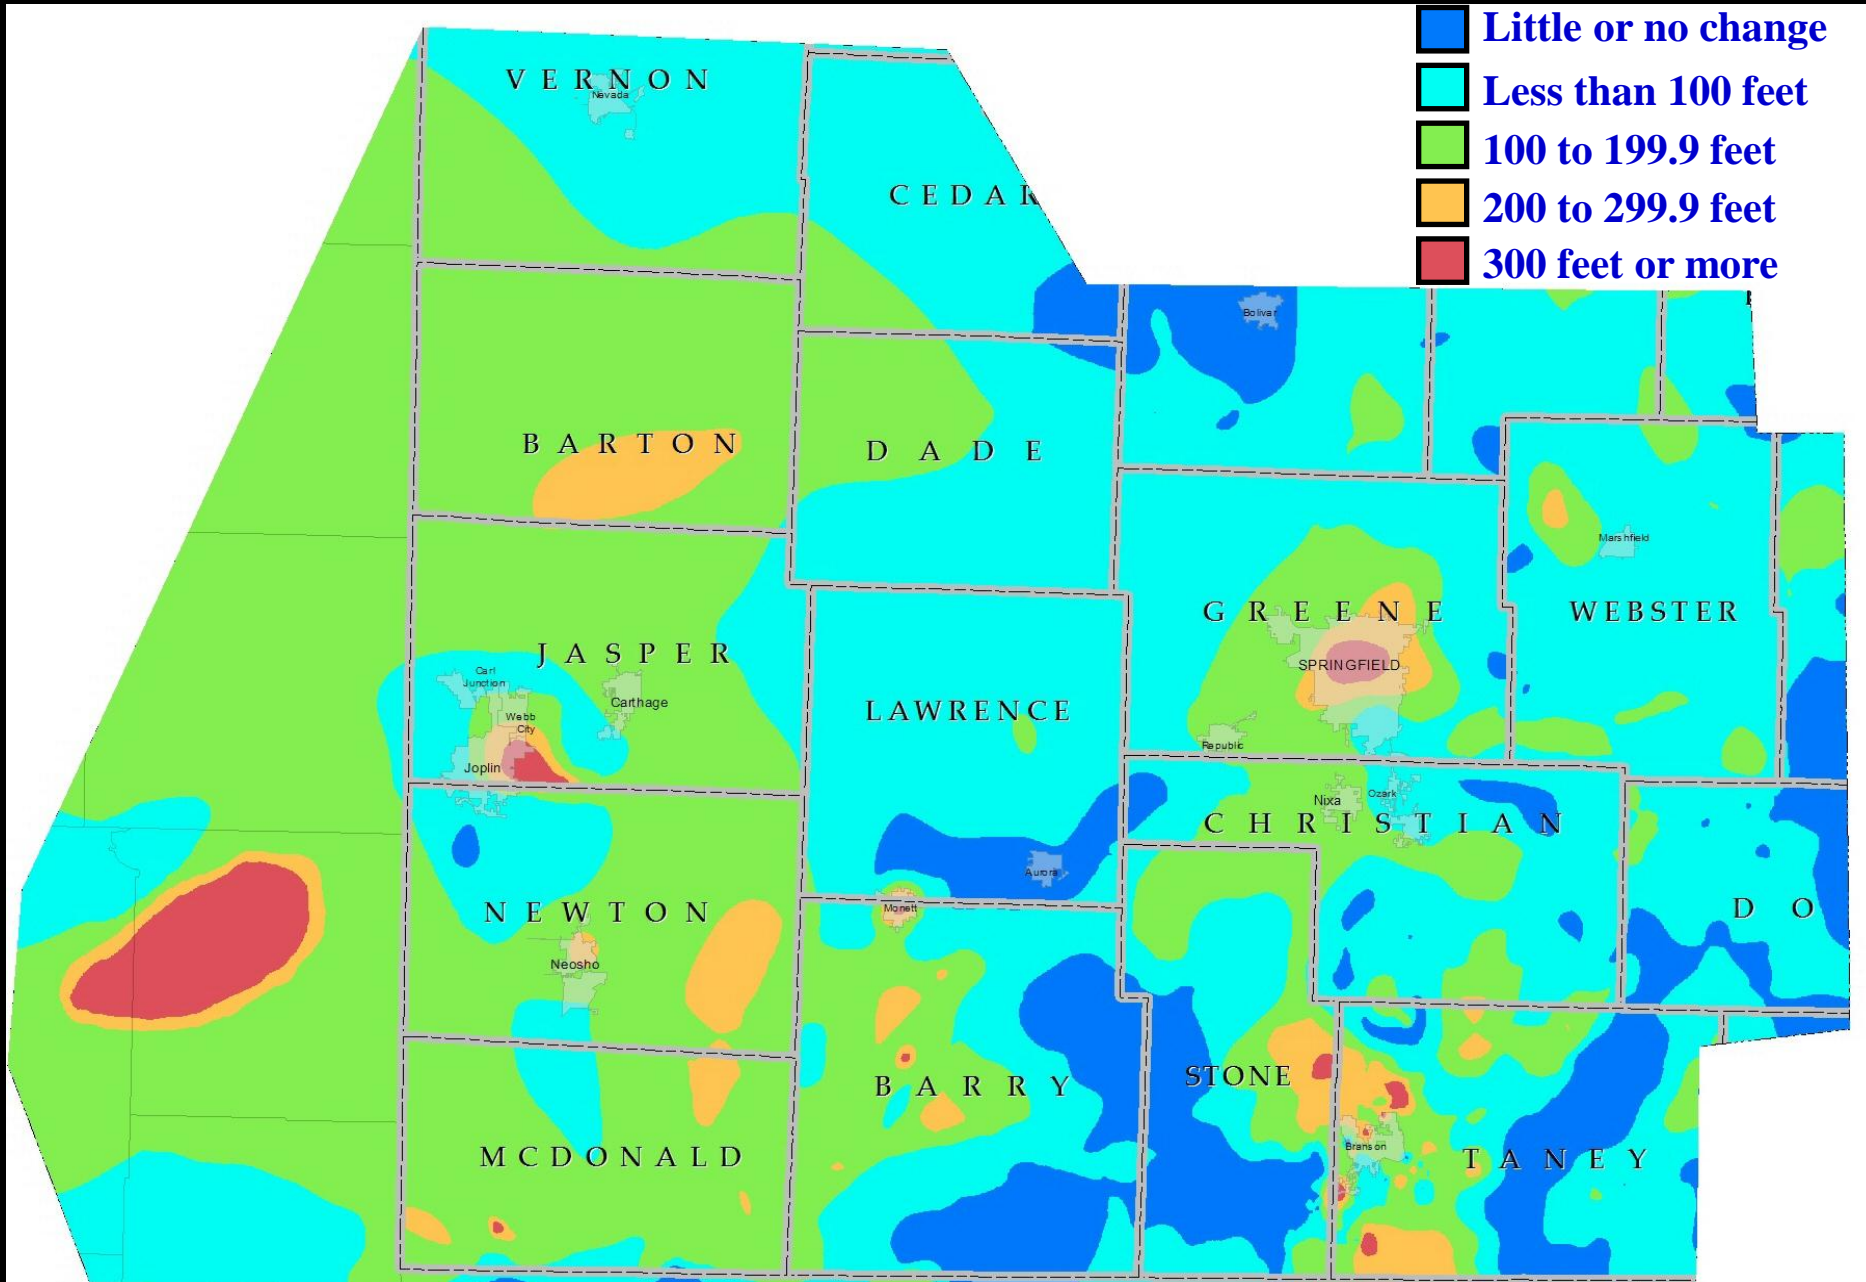 Little or no change
Less than 100 feet
100 to 199.9 feet
200 to 299.9 feet
300 feet or more
VERNON
Nevada
CEDAR
Bolivar
BARTON
DADE
Marshfield
GREENE
WEBSTER
JASPER
SPRINGFIELD
Carl
Junction
Carthage
LAWRENCE
Webb
City
Republic
Joplin
Nixa
Ozark
CHRISTIAN
Aurora
Monett
NEWTON
DO
Neosho
STONE
BARRY
Branson
MCDONALD
TANEY